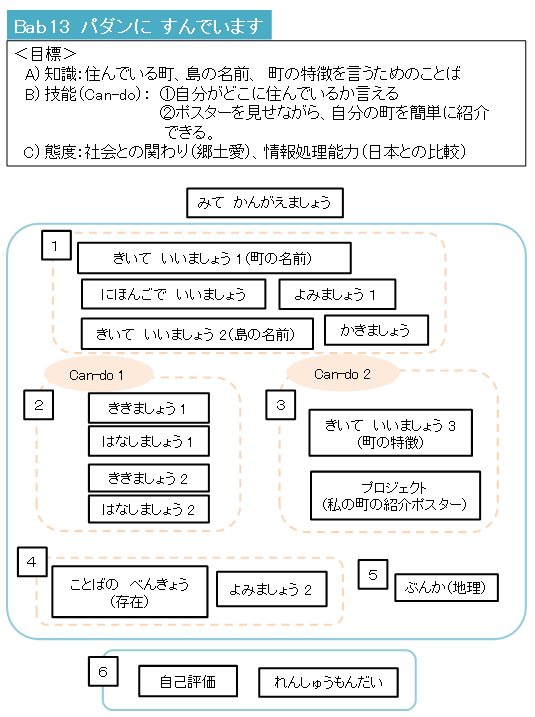 Bab13 パダンに すんでいます
＜目標＞
A）知識：住んでいる町、島の名前、 町の特徴を言うためのことば
B）技能（Can-do）： ①自分がどこに住んでいるか言える
②ポスターを見せながら、自分の町を簡単に紹介
できる。
C）態度：社会との関わり（郷土愛）、情報処理能力（日本との比較）
みて かんがえましょう
1
きいて いいましょう1（町の名前）
にほんごで いいましょう
よみましょう1
きいて いいましょう2（島の名前）
かきましょう
Can-do 1
2
ききましょう1
はなしましょう1
ききましょう2
はなしましょう2
Can-do 2
3
きいて いいましょう3
（町の特徴）
プロジェクト
（私の町の紹介ポスター）
4
ことばの べんきょう
（存在）
よみましょう2
5
ぶんか（地理）
6
自己評価
れんしゅうもんだい